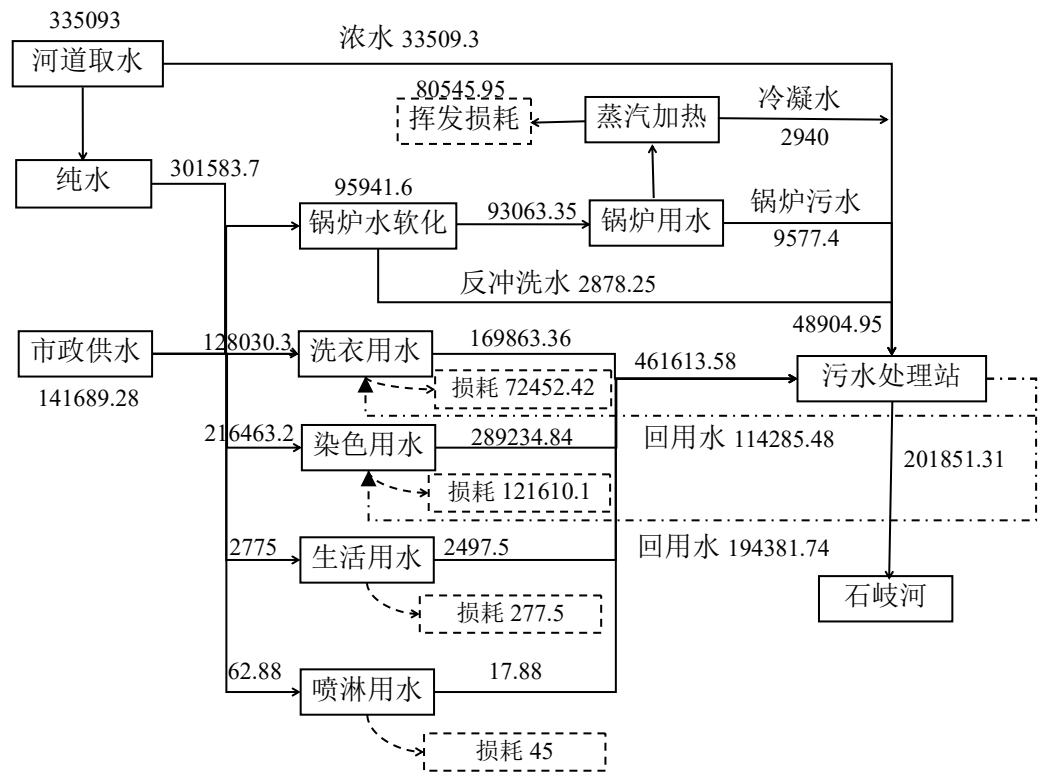 335093
河道取水
浓水 33509.3
80545.95
挥发损耗
蒸汽加热
冷凝水
2940
纯水
301583.7
95941.6
锅炉水软化
93063.35
锅炉用水
锅炉污水
9577.4
反冲洗水 2878.25
48904.95
市政供水
141689.28
128030.3
洗衣用水
169863.36
461613.58
污水处理站
损耗 72452.42
216463.2
染色用水
289234.84
回用水 114285.48
201851.31
损耗 121610.1
2775
生活用水
2497.5
回用水 194381.74
石岐河
损耗 277.5
62.88
喷淋用水
17.88
损耗 45